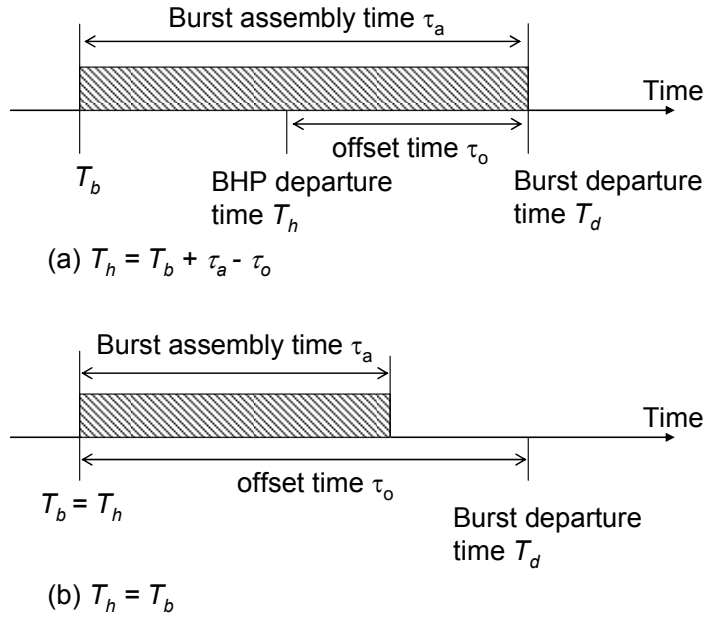 Burst assembly time τa
Time
offset time τo
Tb
BHP departure
time Th
Burst departure
time Td
(a) Th = Tb + τa - τo
Burst assembly time τa
Time
offset time τo
Tb = Th
Burst departure
time Td
(b) Th = Tb